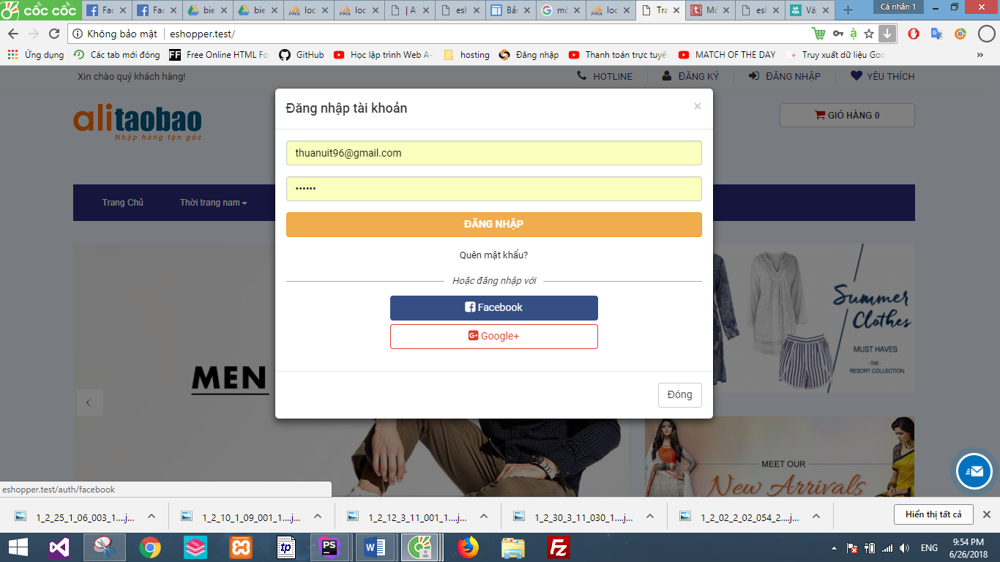 cốc cốc
Fac
Fac
bie
bie
loc
loc
| A
esh
Bả
mó
loc
Tra
Mó
esh
Vá
Cá nhân 1
Không bảo mật
eshopper.test/
Ứng dụng
Các tab mới đóng
FF
Free Online HTML Fo
GitHub
Học lập trình Web A-
hosting
Đăng nhập
Thanh toán trực tuyế
MATCH OF THE DAY
Truy xuất dữ liệu Goo
»
Xin chào quý khách hàng!
HOTLINE
ĐĂNG KÝ
ĐĂNG NHẬP
YÊU THÍCH
alitaobao
Nhập hàng tận gốc
GIỎ HÀNG 0
Trang Chủ
Thời trang nam
Đăng nhập tài khoản
×
thuanuit96@gmail.com
••••••
ĐĂNG NHẬP
Quên mật khẩu?
Hoặc đăng nhập với
Facebook
Google+
Đóng
MEN
Summer
Clothes
MUST HAVES
- THE -
RESORT COLLECTION
MEET OUR
New Arrivals
eshopper.test/auth/facebook
1_2_25_1_06_003_1....j...
1_2_10_1_09_001_1....j...
1_2_12_3_11_001_1....j...
1_2_30_3_11_030_1....j...
1_2_02_2_02_054_2....j...
Hiển thị tất cả
tp
PS
W
Fz
ENG
9:54 PM
6/26/2018